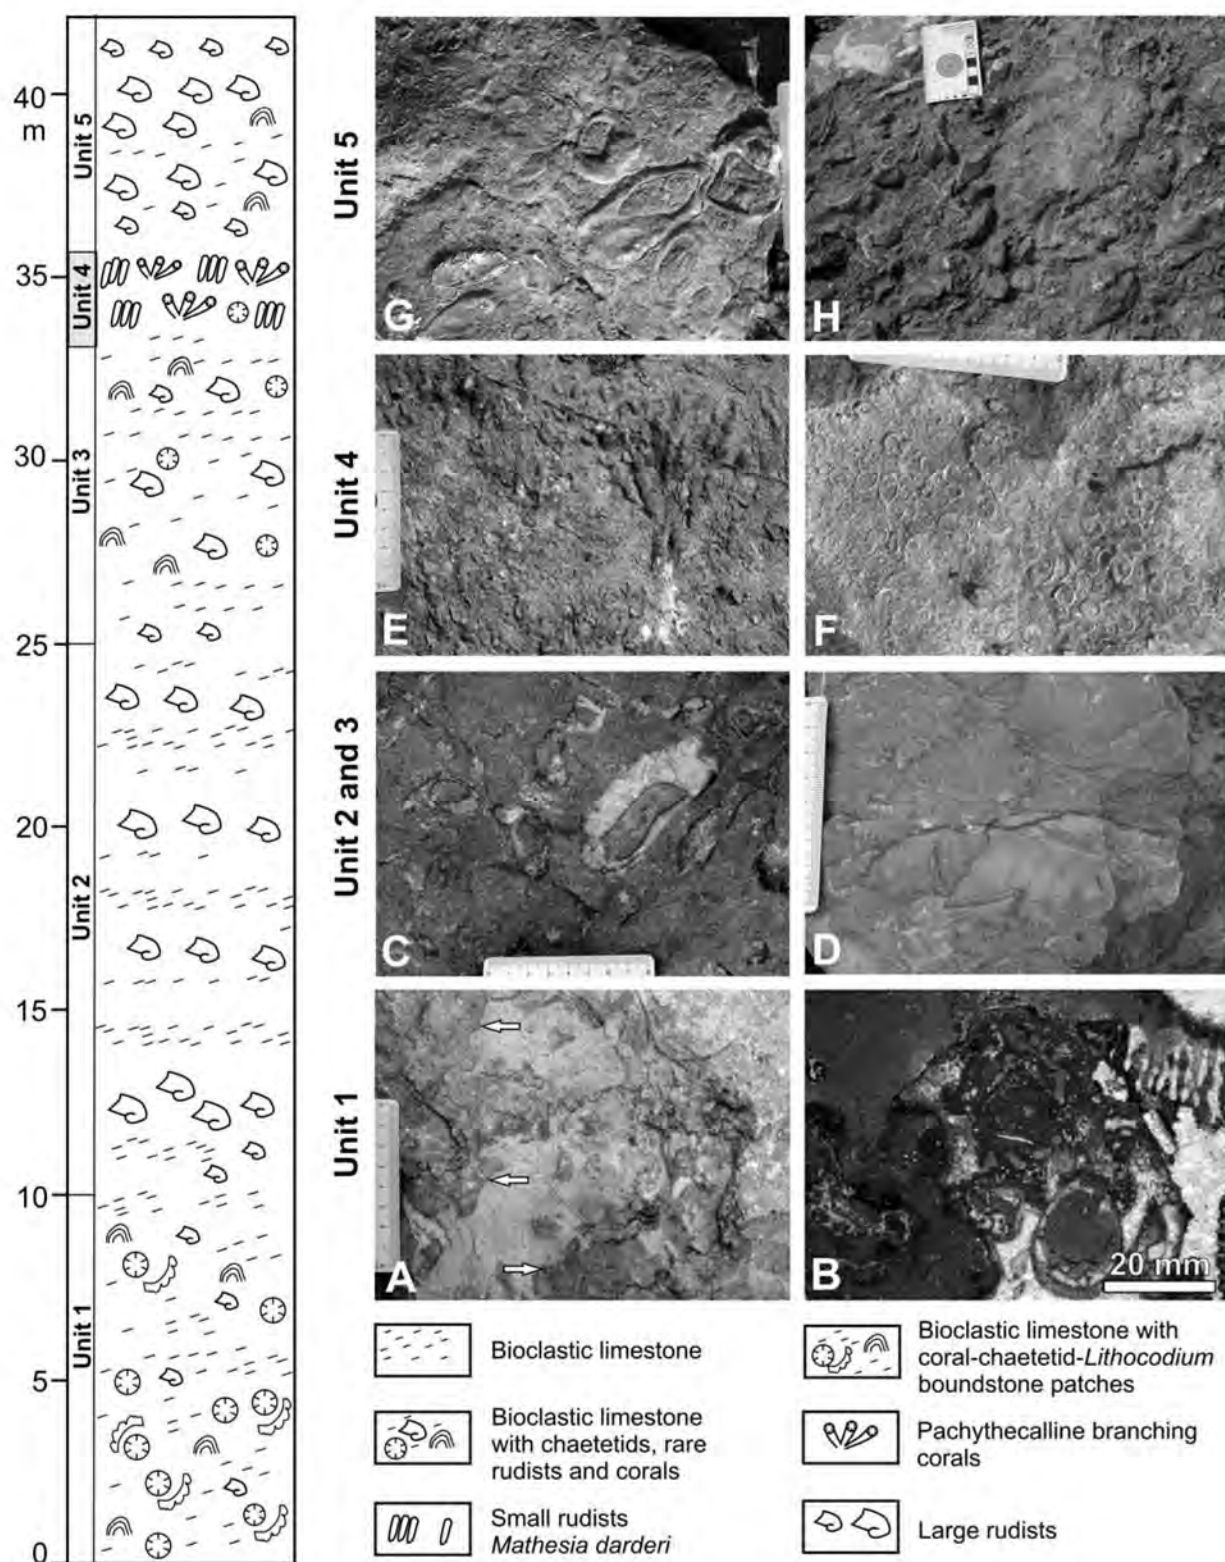 40
m
35
30
25
20
15
10
5
0
Unit 5
Unit 4
Unit 3
Unit 2
Unit 1
Unit 5
G
H
Unit 4
E
F
Unit 2 and 3
C
D
Unit 1
A
B
20 mm
Bioclastic limestone
Bioclastic limestone
with chaetetids, rare
rudists and corals
Small rudists
Mathesia darderi
Bioclastic limestone with
coral-chaetetid-Lithocodium
boundstone patches
Pachythecalline branching
corals
Large rudists